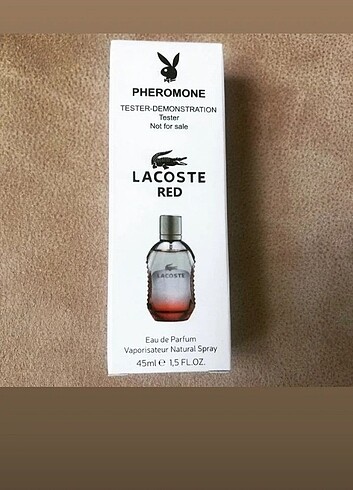 PHEROMONE
TESTER-DEMONSTRATION
Tester
Not for sale
LACOSTE
RED
LACOSTE
Eau de Parfum
Vaporisateur Natural Spray
45ml ℮ 1,5 FL.OZ.